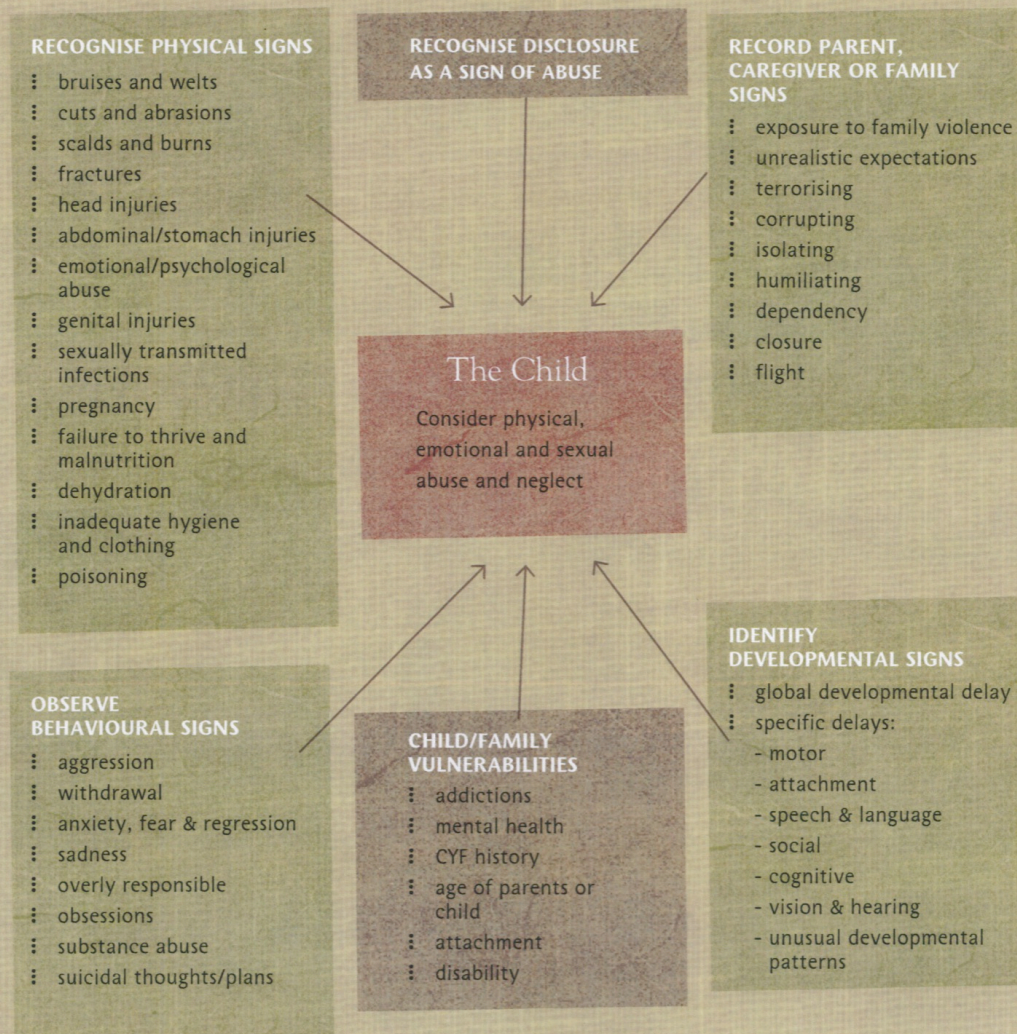 RECOGNISE PHYSICAL SIGNS
⋮ bruises and welts
⋮ cuts and abrasions
⋮ scalds and burns
⋮ fractures
⋮ head injuries
⋮ abdominal/stomach injuries
⋮ emotional/psychological
abuse
⋮ genital injuries
⋮ sexually transmitted
infections
⋮ pregnancy
⋮ failure to thrive and
malnutrition
⋮ dehydration
⋮ inadequate hygiene
and clothing
⋮ poisoning
RECOGNISE DISCLOSURE
AS A SIGN OF ABUSE
RECORD PARENT,
CAREGIVER OR FAMILY
SIGNS
⋮ exposure to family violence
⋮ unrealistic expectations
⋮ terrorising
⋮ corrupting
⋮ isolating
⋮ humiliating
⋮ dependency
⋮ closure
⋮ flight
The Child
Consider physical,
emotional and sexual
abuse and neglect
OBSERVE
BEHAVIOURAL SIGNS
⋮ aggression
⋮ withdrawal
⋮ anxiety, fear & regression
⋮ sadness
⋮ overly responsible
⋮ obsessions
⋮ substance abuse
⋮ suicidal thoughts/plans
CHILD/FAMILY
VULNERABILITIES
⋮ addictions
⋮ mental health
⋮ CYF history
⋮ age of parents or
child
⋮ attachment
⋮ disability
IDENTIFY
DEVELOPMENTAL SIGNS
⋮ global developmental delay
⋮ specific delays:
- motor
- attachment
- speech & language
- social
- cognitive
- vision & hearing
- unusual developmental
patterns